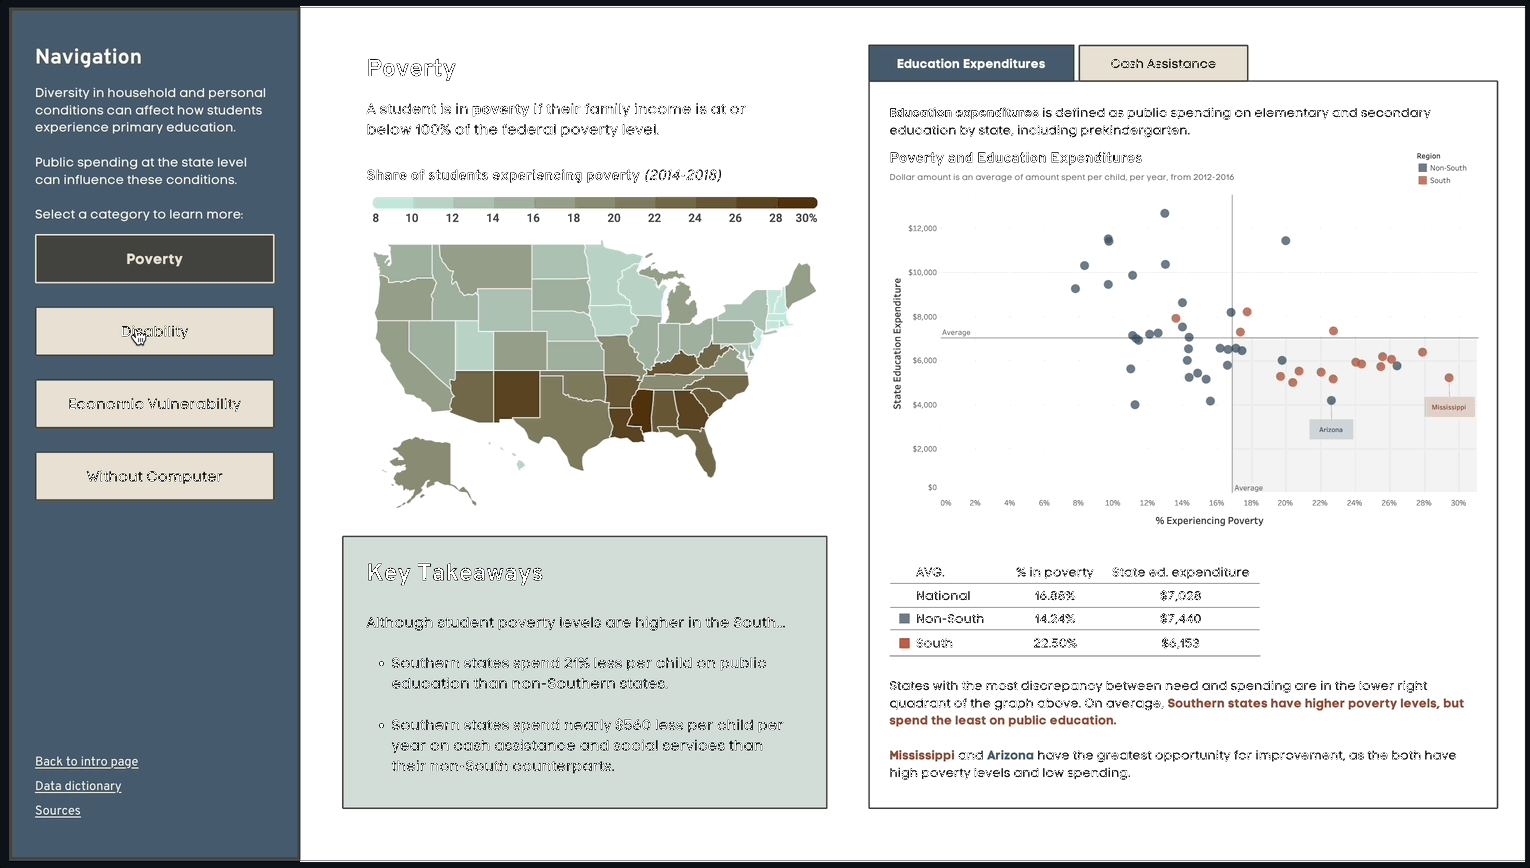 Navigation
Diversity in household and personal
conditions can affect how students
experience primary education.
Public spending at the state level
can influence these conditions.
Select a category to learn more:
Poverty
Disability
Economic Vulnerability
Without Computer
Back to intro page
Data dictionary
Sources
Poverty
A student is in poverty if their family income is at or
below 100% of the federal poverty level.
Share of students experiencing poverty (2014-2018)
8 10 12 14 16 18 20 22 24 26 28 30%
Key Takeaways
Although student poverty levels are higher in the South...
• Southern states spend 21% less per child on public
education than non-Southern states.
• Southern states spend nearly $560 less per child per
year on cash assistance and social services than
their non-South counterparts.
Education Expenditures
Cash Assistance
Education expenditures is defined as public spending on elementary and secondary
education by state, including prekindergarten.
Poverty and Education Expenditures
Dollar amount is an average of amount spent per child, per year, from 2012-2016
Region
Non-South
South
State Education Expenditure
$12,000
$10,000
$8,000
$6,000
$4,000
$2,000
$0
Average
Mississippi
Arizona
Average
0% 2% 4% 6% 8% 10% 12% 14% 16% 18% 20% 22% 24% 26% 28% 30%
% Experiencing Poverty
AVG. % in poverty State ed. expenditure
National 16.88% $7,028
Non-South 14.24% $7,440
South 22.50% $6,153
States with the most discrepancy between need and spending are in the lower right
quadrant of the graph above. On average, Southern states have higher poverty levels, but
spend the least on public education.
Mississippi and Arizona have the greatest opportunity for improvement, as the both have
high poverty levels and low spending.